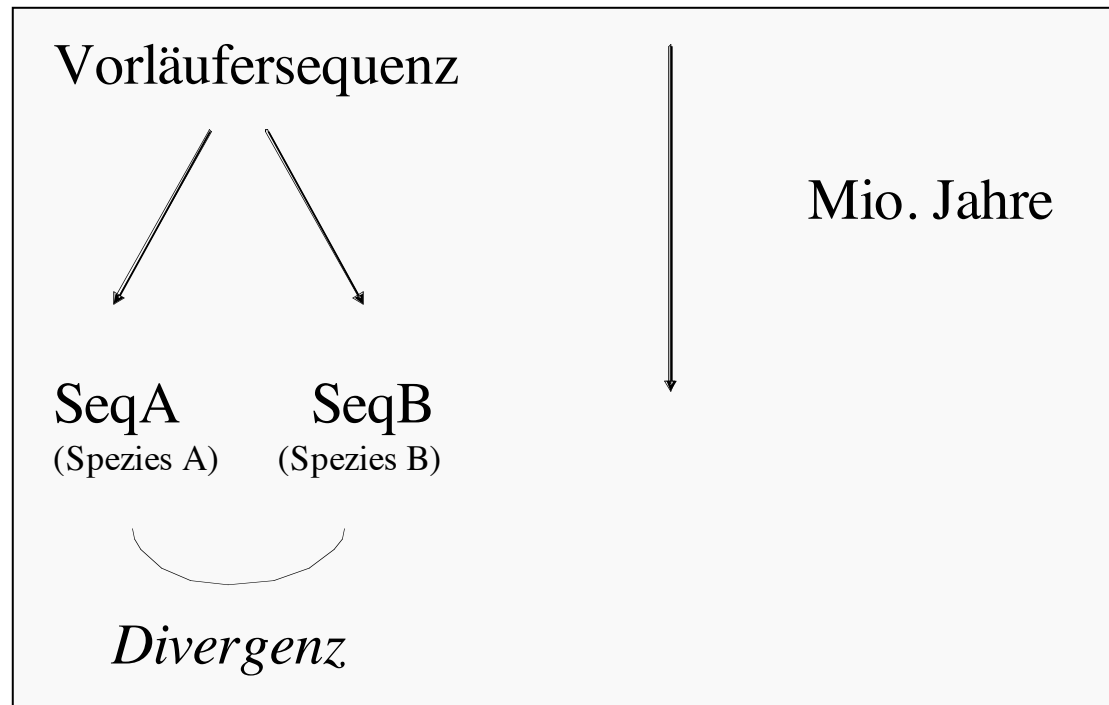 Vorläufersequenz
Mio. Jahre
SeqA SeqB
(Spezies A) (Spezies B)
Divergenz